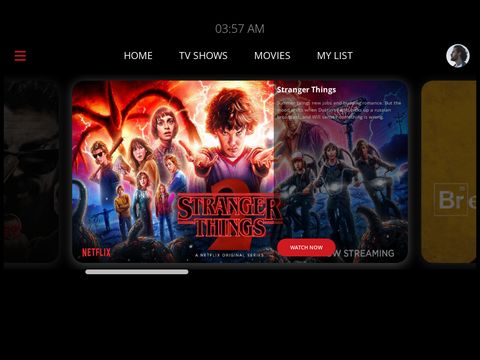 03:57 AM
HOME TV SHOWS MOVIES MY LIST
Stranger Things
Summer brings new jobs and budding romance. But the
mood shifts when Dustin's radio picks up a russian
broadcast, and Will senses something is wrong.
STRANGER
2
THINGS
Br
e
WATCH NOW
NETFLIX
A NETFLIX ORIGINAL SERIES
W STREAMING